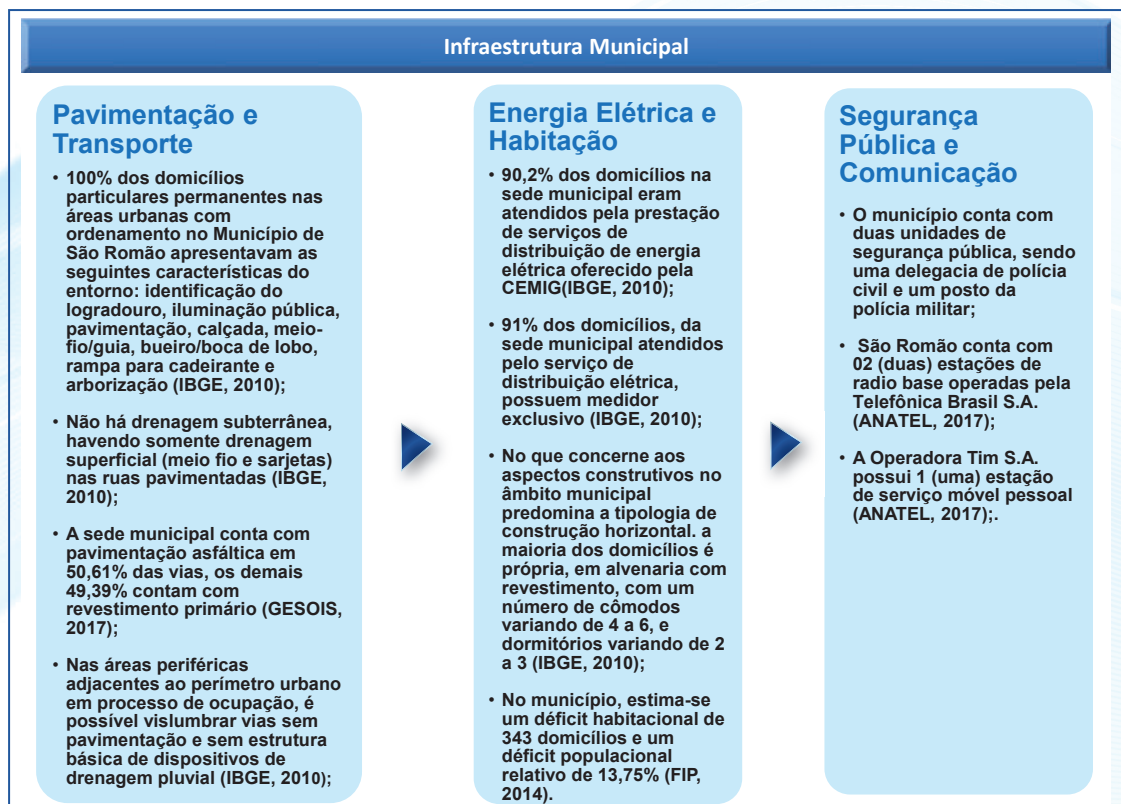 Infraestrutura Municipal
Pavimentação e
Transporte
• 100% dos domicílios
particulares permanentes nas
áreas urbanas com
ordenamento no Município de
São Romão apresentavam as
seguintes características do
entorno: identificação do
logradouro, iluminação pública,
pavimentação, calçada, meio-
fio/guia, bueiro/boca de lobo,
rampa para cadeirante e
arborização (IBGE, 2010);
• Não há drenagem subterrânea,
havendo somente drenagem
superficial (meio fio e sarjetas)
nas ruas pavimentadas (IBGE,
2010);
• A sede municipal conta com
pavimentação asfáltica em
50,61% das vias, os demais
49,39% contam com
revestimento primário (GESOIS,
2017);
• Nas áreas periféricas
adjacentes ao perímetro urbano
em processo de ocupação, é
possível vislumbrar vias sem
pavimentação e sem estrutura
básica de dispositivos de
drenagem pluvial (IBGE, 2010);
Energia Elétrica e
Habitação
• 90,2% dos domicílios na
sede municipal eram
atendidos pela prestação
de serviços de
distribuição de energia
elétrica oferecido pela
CEMIG(IBGE, 2010);
• 91% dos domicílios, da
sede municipal atendidos
pelo serviço de
distribuição elétrica,
possuem medidor
exclusivo (IBGE, 2010);
• No que concerne aos
aspectos construtivos no
âmbito municipal
predomina a tipologia de
construção horizontal. a
maioria dos domicílios é
própria, em alvenaria com
revestimento, com um
número de cômodos
variando de 4 a 6, e
dormitórios variando de 2
a 3 (IBGE, 2010);
• No município, estima-se
um déficit habitacional de
343 domicílios e um
déficit populacional
relativo de 13,75% (FIP,
2014).
Segurança
Pública e
Comunicação
• O município conta com
duas unidades de
segurança pública, sendo
uma delegacia de polícia
civil e um posto da
polícia militar;
• São Romão conta com
02 (duas) estações de
radio base operadas pela
Telefônica Brasil S.A.
(ANATEL, 2017);
• A Operadora Tim S.A.
possui 1 (uma) estação
de serviço móvel pessoal
(ANATEL, 2017);.